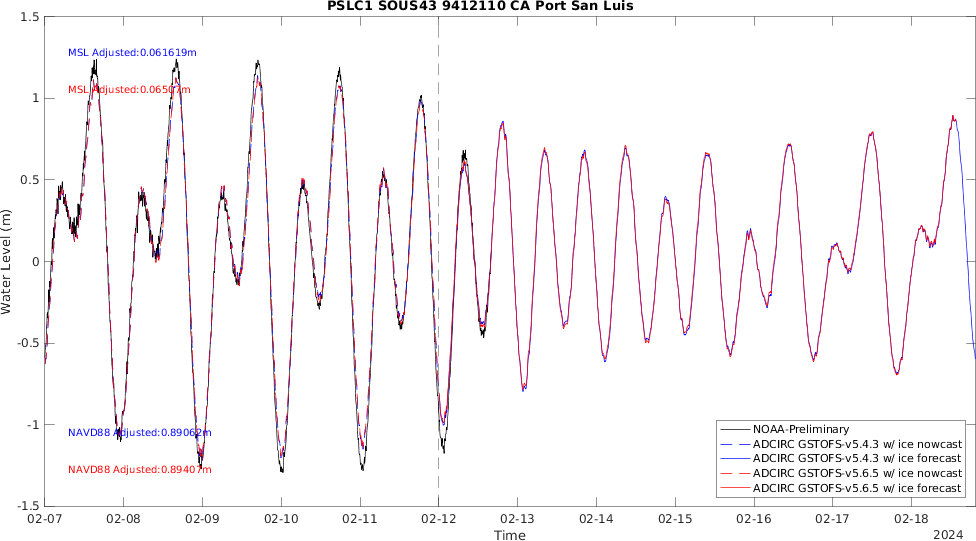 PSLC1 SOUS43 9412110 CA Port San Luis
1.5
1
0.5
0
-0.5
-1
-1.5
Water Level (m)
MSL Adjusted:0.061619m
MSL Adjusted:0.06507m
NAVD88 Adjusted:0.89062m
NAVD88 Adjusted:0.89407m
NOAA-Preliminary
ADCIRC GSTOFS-v5.4.3 w/ ice nowcast
ADCIRC GSTOFS-v5.4.3 w/ ice forecast
ADCIRC GSTOFS-v5.6.5 w/ ice nowcast
ADCIRC GSTOFS-v5.6.5 w/ ice forecast
02-07 02-08 02-09 02-10 02-11 02-12 02-13 02-14 02-15 02-16 02-17 02-18
Time
2024